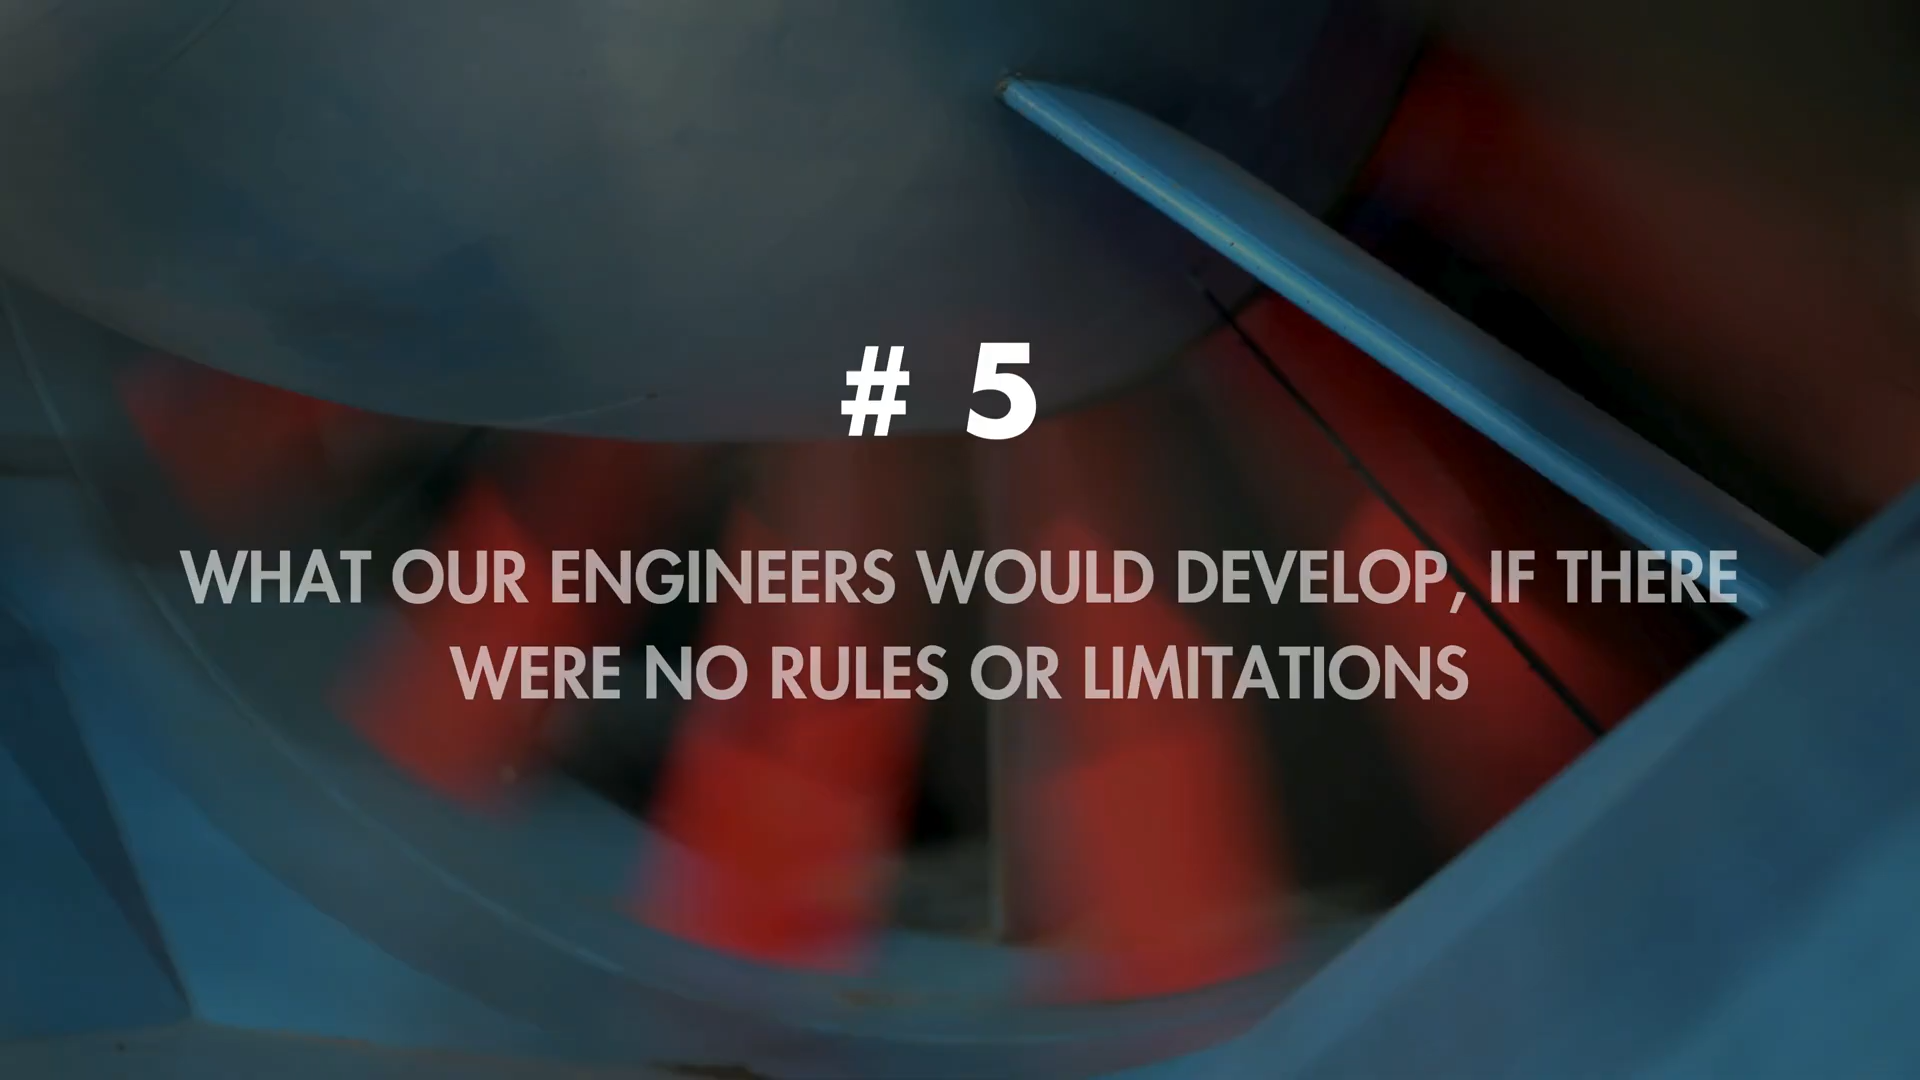 # 5
WHAT OUR ENGINEERS WOULD DEVELOP, IF THERE
WERE NO RULES OR LIMITATIONS